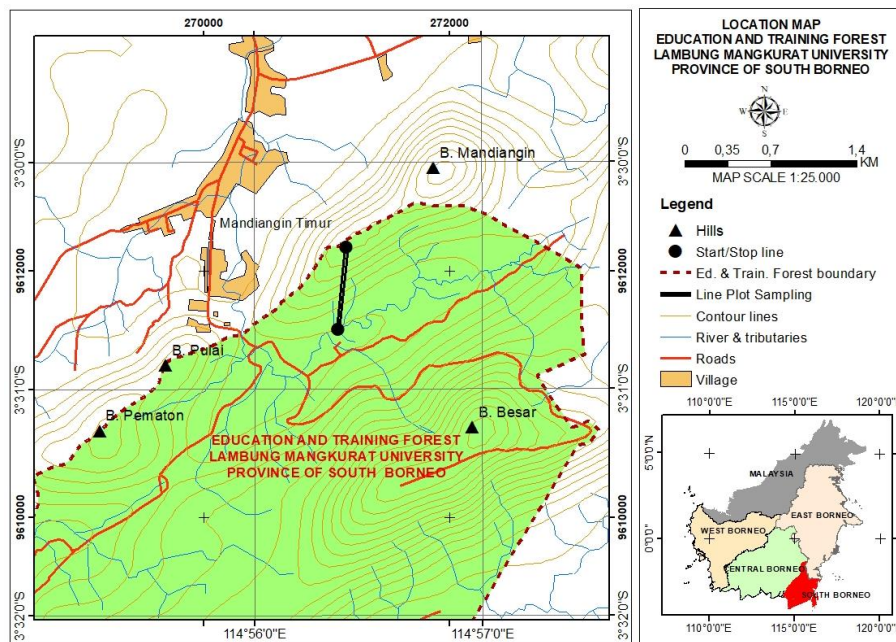 270000
272000
3°30'0"S
3°30'0"S
9612000
9612000
3°31'0"S
3°31'0"S
9610000
9610000
3°32'0"S
3°32'0"S
114°56'0"E
114°57'0"E
B. Mandiangin
Mandiangin Timur
B. Pulai
B. Pematon
B. Besar
EDUCATION AND TRAINING FOREST
LAMBUNG MANGKURAT UNIVERSITY
PROVINCE OF SOUTH BORNEO
LOCATION MAP
EDUCATION AND TRAINING FOREST
LAMBUNG MANGKURAT UNIVERSITY
PROVINCE OF SOUTH BORNEO
N
W E
S
0 0,35 0,7 1,4
KM
MAP SCALE 1:25.000
Legend
Hills
Start/Stop line
Ed. & Train. Forest boundary
Line Plot Sampling
Contour lines
River & tributaries
Roads
Village
110°0'0"E 115°0'0"E 120°0'0"E
5°0'0"N
0°0'0"
MALAYSIA
EAST BORNEO
WEST BORNEO
CENTRAL BORNEO
SOUTH BORNEO
110°0'0"E 115°0'0"E 120°0'0"E